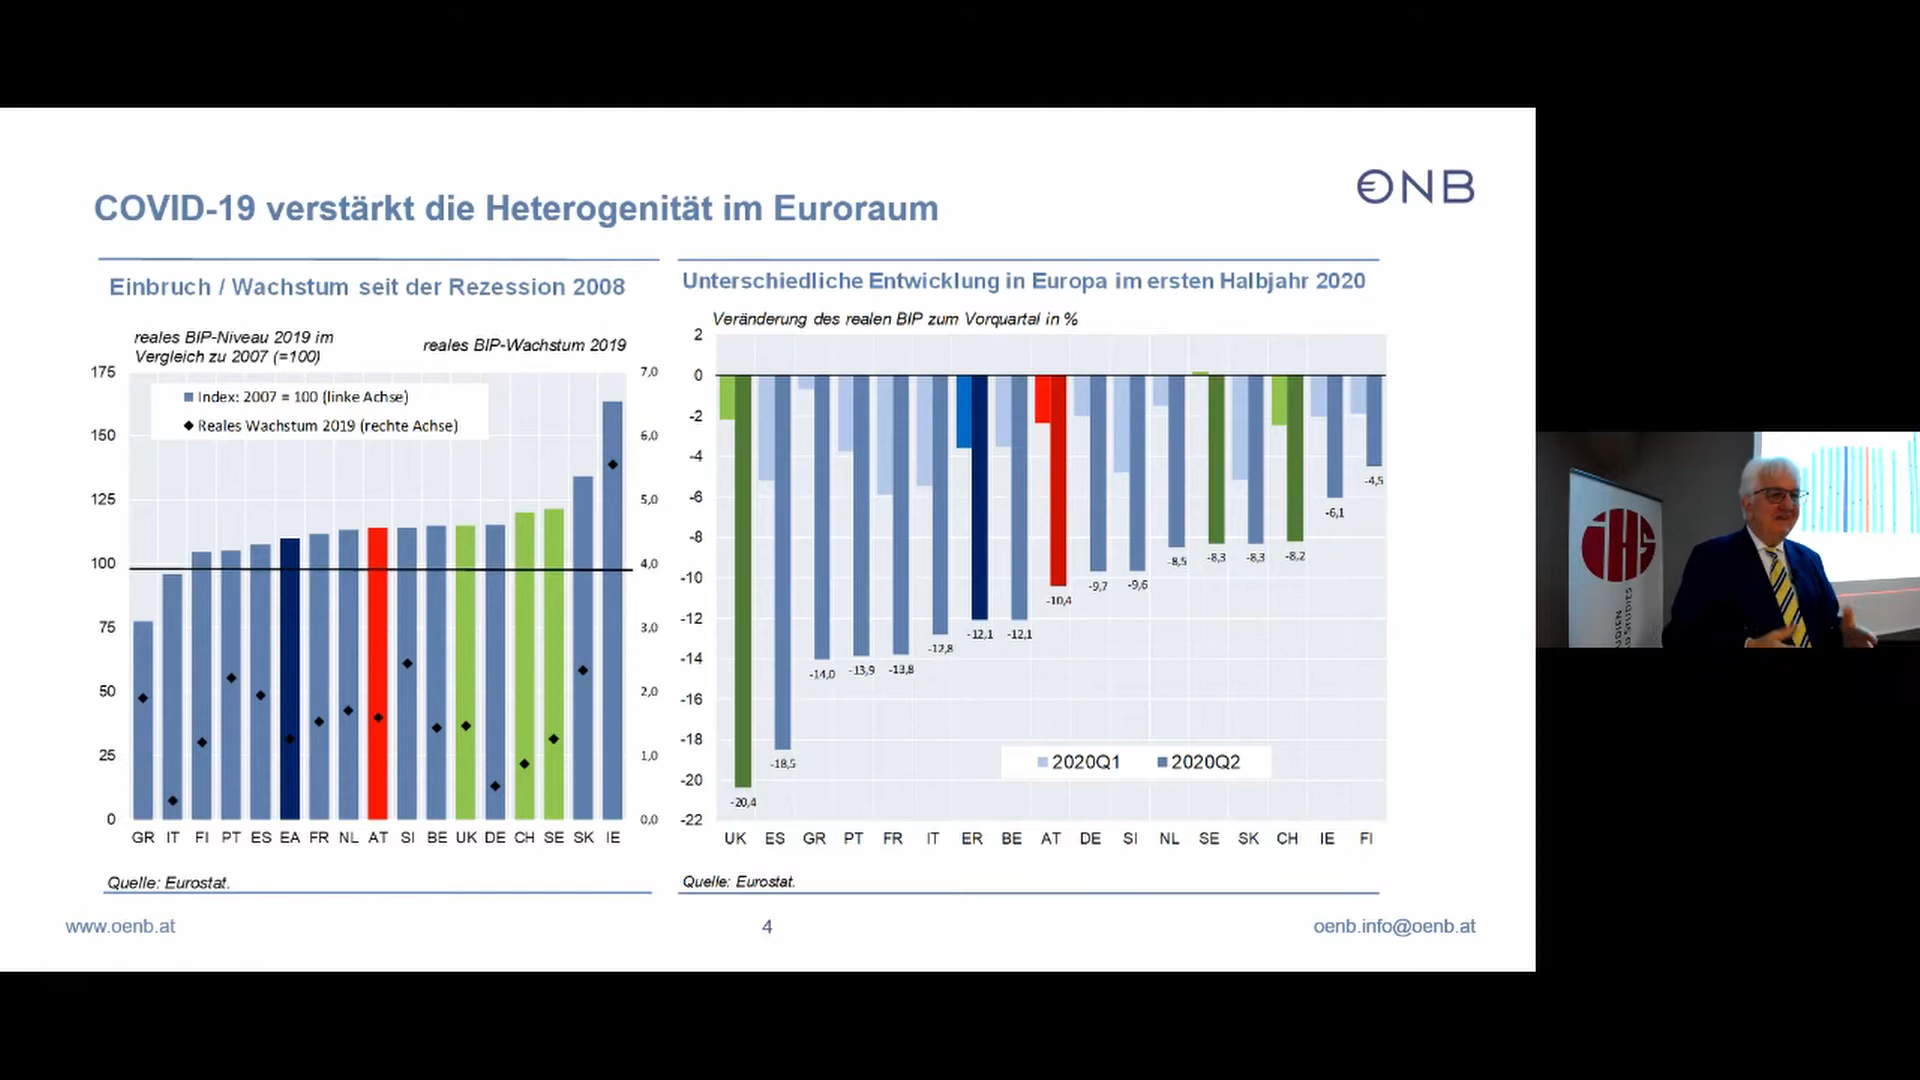 ONB
COVID-19 verstärkt die Heterogenität im Euroraum
Einbruch / Wachstum seit der Rezession 2008
reales BIP-Niveau 2019 im
Vergleich zu 2007 (=100)
reales BIP-Wachstum 2019
175
150
125
100
75
50
25
0
7,0
6,0
5,0
4,0
3,0
2,0
1,0
0,0
Index: 2007 = 100 (linke Achse)
Reales Wachstum 2019 (rechte Achse)
GR IT FI PT ES EA FR NL AT SI BE UK DE CH SE SK IE
Quelle: Eurostat.
Unterschiedliche Entwicklung in Europa im ersten Halbjahr 2020
Veränderung des realen BIP zum Vorquartal in %
2
0
-2
-4
-6
-8
-10
-12
-14
-16
-18
-20
-22
-20,4
-18,5
-14,0
-13,9
-13,8
-12,8
-12,1
-12,1
-10,4
-9,7
-9,6
-8,5
-8,3
-8,3
-8,2
-6,1
-4,5
2020Q1 2020Q2
UK ES GR PT FR IT ER BE AT DE SI NL SE SK CH IE FI
Quelle: Eurostat.
www.oenb.at
4
oenb.info@oenb.at
IHS